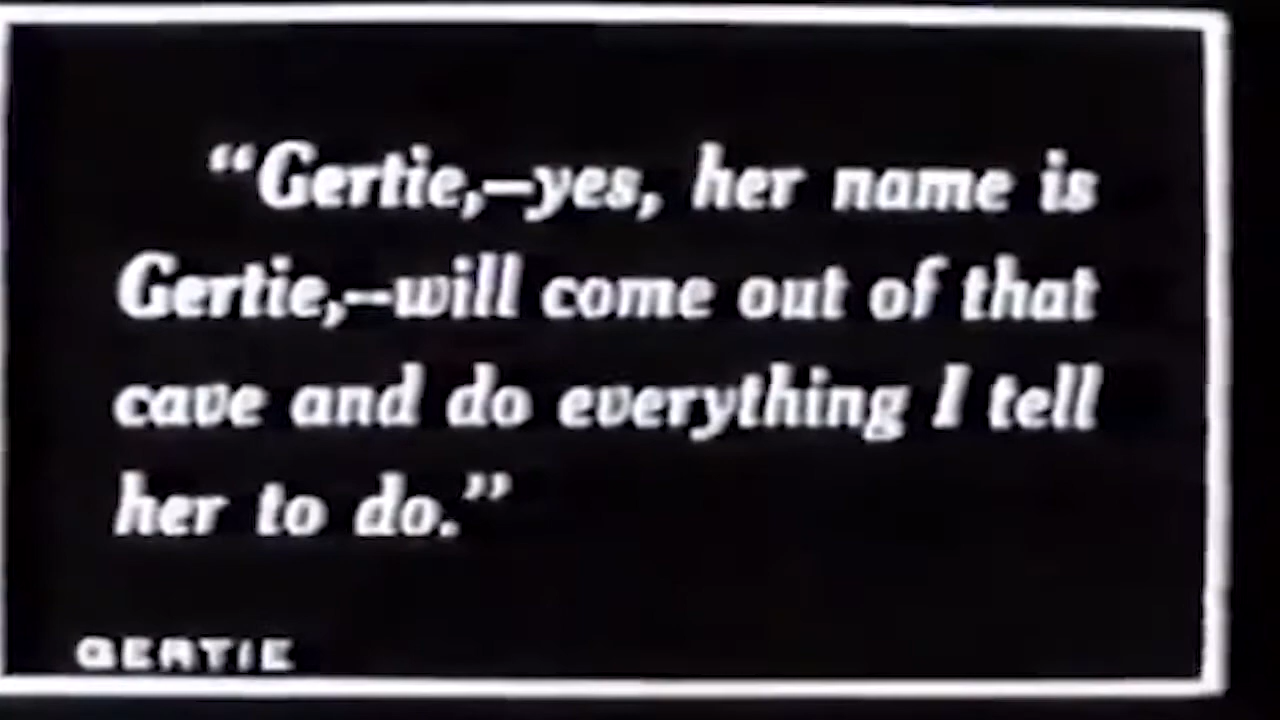 “Gertie,—yes, her name is
Gertie,—will come out of that
cave and do everything I tell
her to do.”
GERTIE